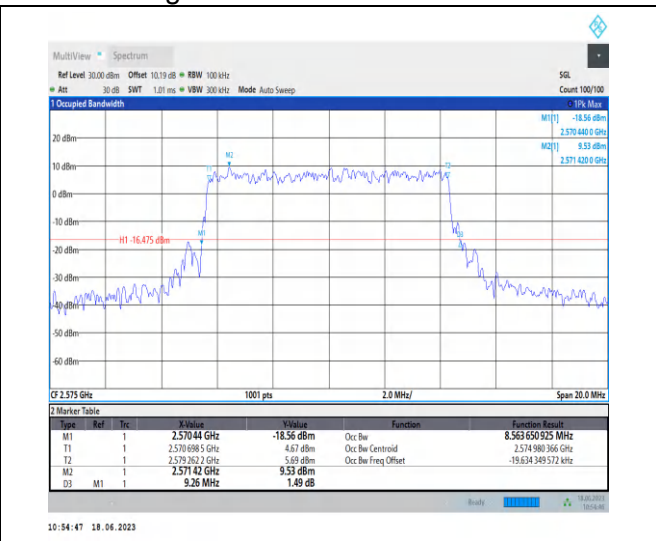 MultiView Spectrum
Ref Level 30.00 dBm Offset 10.19 dB RBW 100 kHz SGL
Att 30 dB SWT 1.01 ms VBW 300 kHz Mode Auto Sweep Count 100/100
1 Occupied Bandwidth 1Pk Max
M1[1] -18.56 dBm
2.570 440 0 GHz
M2[1] 9.53 dBm
2.571 420 0 GHz
20 dBm
M2
T1
T2
10 dBm
0 dBm
-10 dBm
M1
D3
H1 -16.475 dBm
-20 dBm
-30 dBm
-40 dBm
-50 dBm
-60 dBm
CF 2.575 GHz 1001 pts 2.0 MHz/ Span 20.0 MHz
2 Marker Table
Type Ref Trc X-Value Y-Value Function Function Result
M1 1 2.570 44 GHz -18.56 dBm Occ Bw 8.563 650 925 MHz
T1 1 2.570 698 5 GHz 4.67 dBm Occ Bw Centroid 2.574 980 366 GHz
T2 1 2.579 262 2 GHz 5.69 dBm Occ Bw Freq Offset -19.634 349 572 kHz
M2 1 2.571 42 GHz 9.53 dBm
D3 M1 1 9.26 MHz 1.49 dB
Ready 18.06.2023
10:54:46
10:54:47 18.06.2023